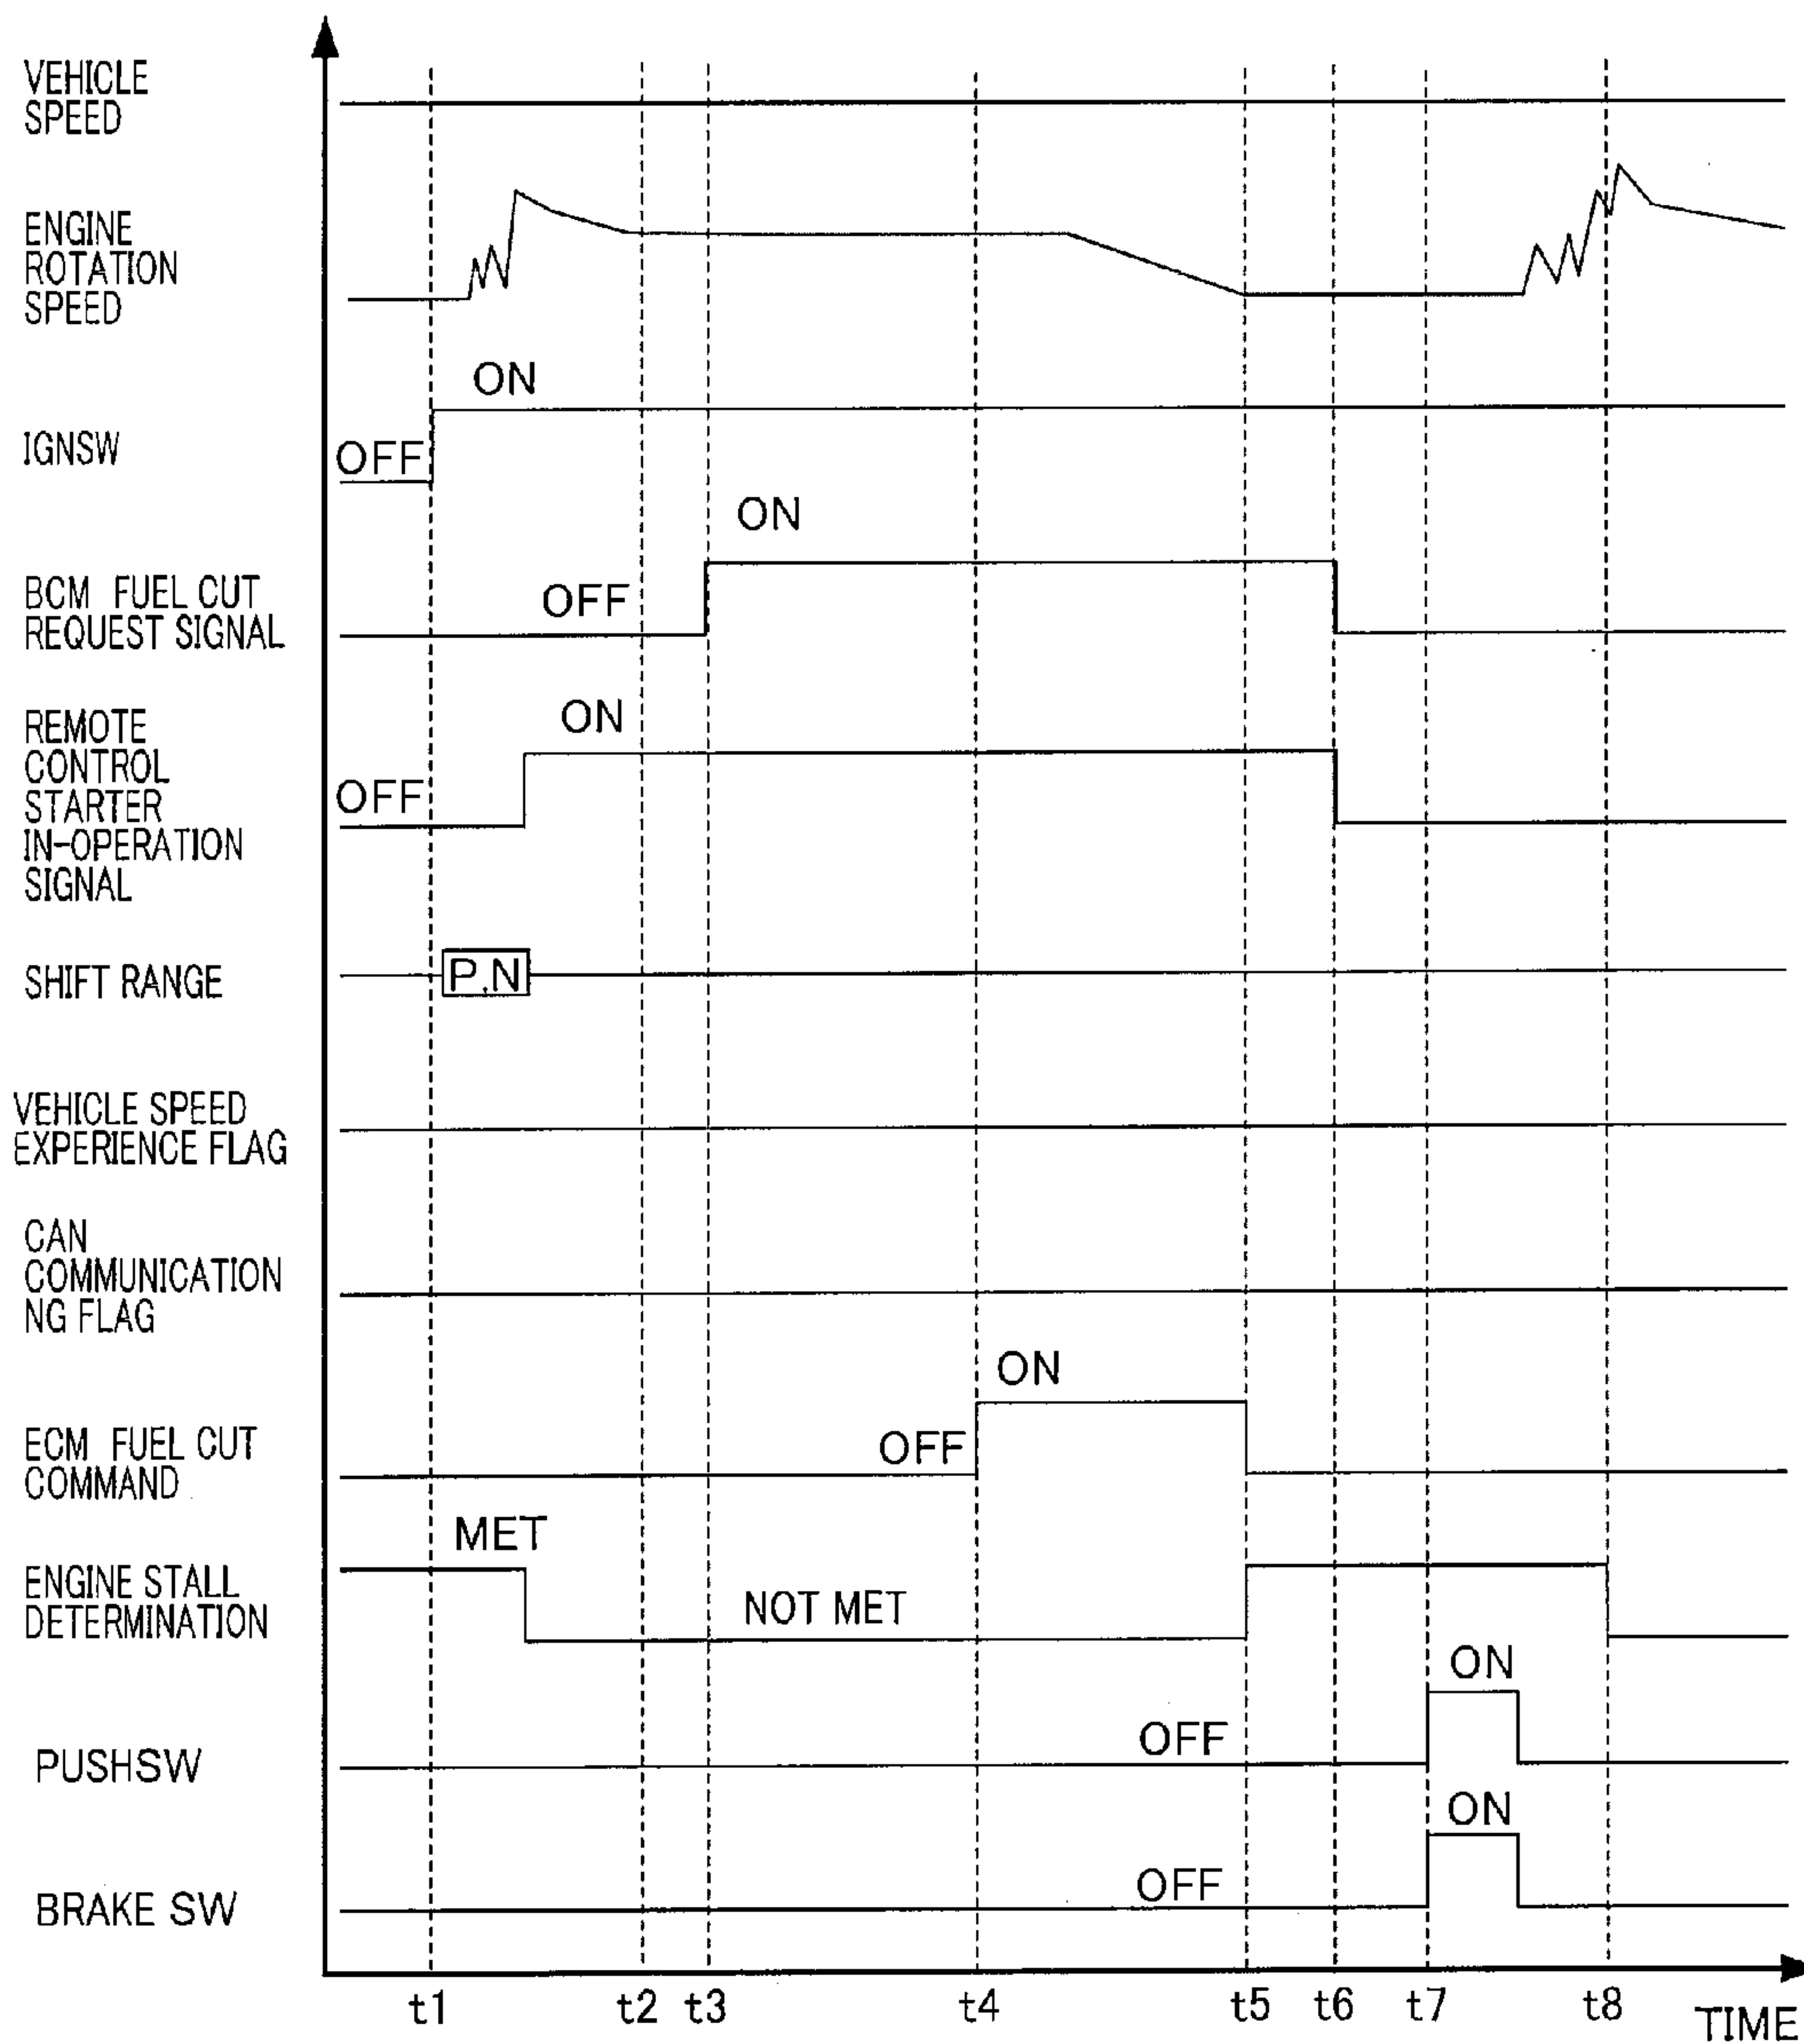 VEHICLE
SPEED
ENGINE
ROTATION
SPEED
ON
IGNSW
OFF
ON
BCM FUEL CUT
REQUEST SIGNAL
OFF
REMOTE
CONTROL
STARTER
IN-OPERATION
SIGNAL
ON
OFF
SHIFT RANGE
P.N
VEHICLE SPEED
EXPERIENCE FLAG
CAN
COMMUNICATION
NG FLAG
ON
ECM FUEL CUT
COMMAND
OFF
MET
ENGINE STALL
DETERMINATION
NOT MET
ON
PUSHSW
OFF
ON
BRAKE SW
OFF
t1 t2 t3 t4 t5 t6 t7 t8 TIME